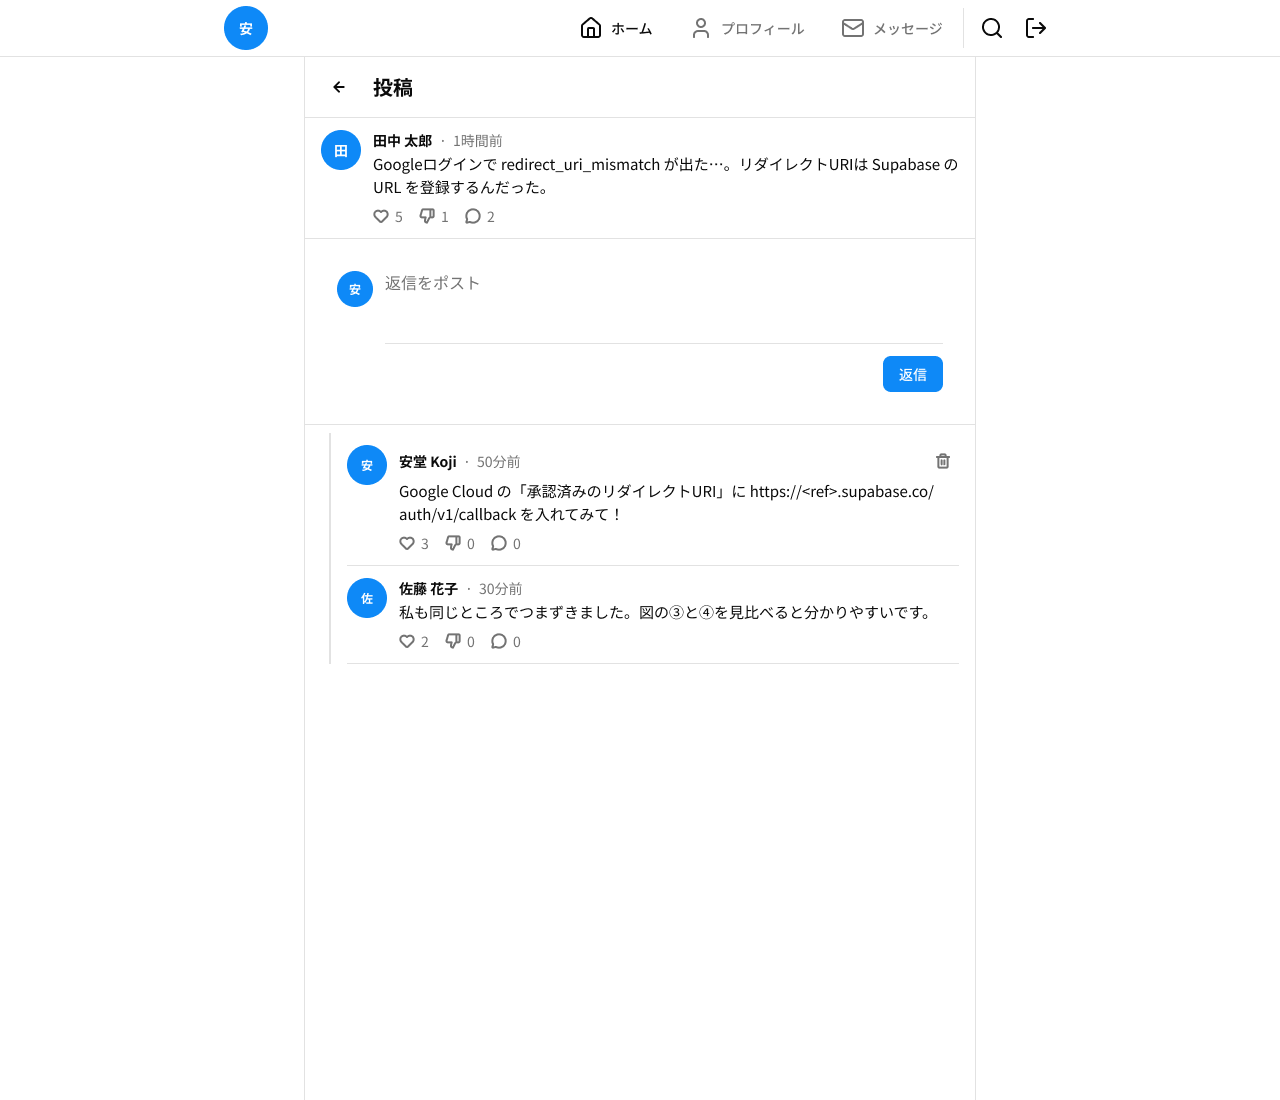 安
ホーム
プロフィール
メッセージ
投稿
田
田中 太郎 · 1時間前
Googleログインで redirect_uri_mismatch が出た…。リダイレクトURIは Supabase の
URL を登録するんだった。
5 1 2
安
返信をポスト
返信
安
安堂 Koji · 50分前
Google Cloud の「承認済みのリダイレクトURI」に https://<ref>.supabase.co/
auth/v1/callback を入れてみて！
3 0 0
佐
佐藤 花子 · 30分前
私も同じところでつまずきました。図の③と④を見比べると分かりやすいです。
2 0 0